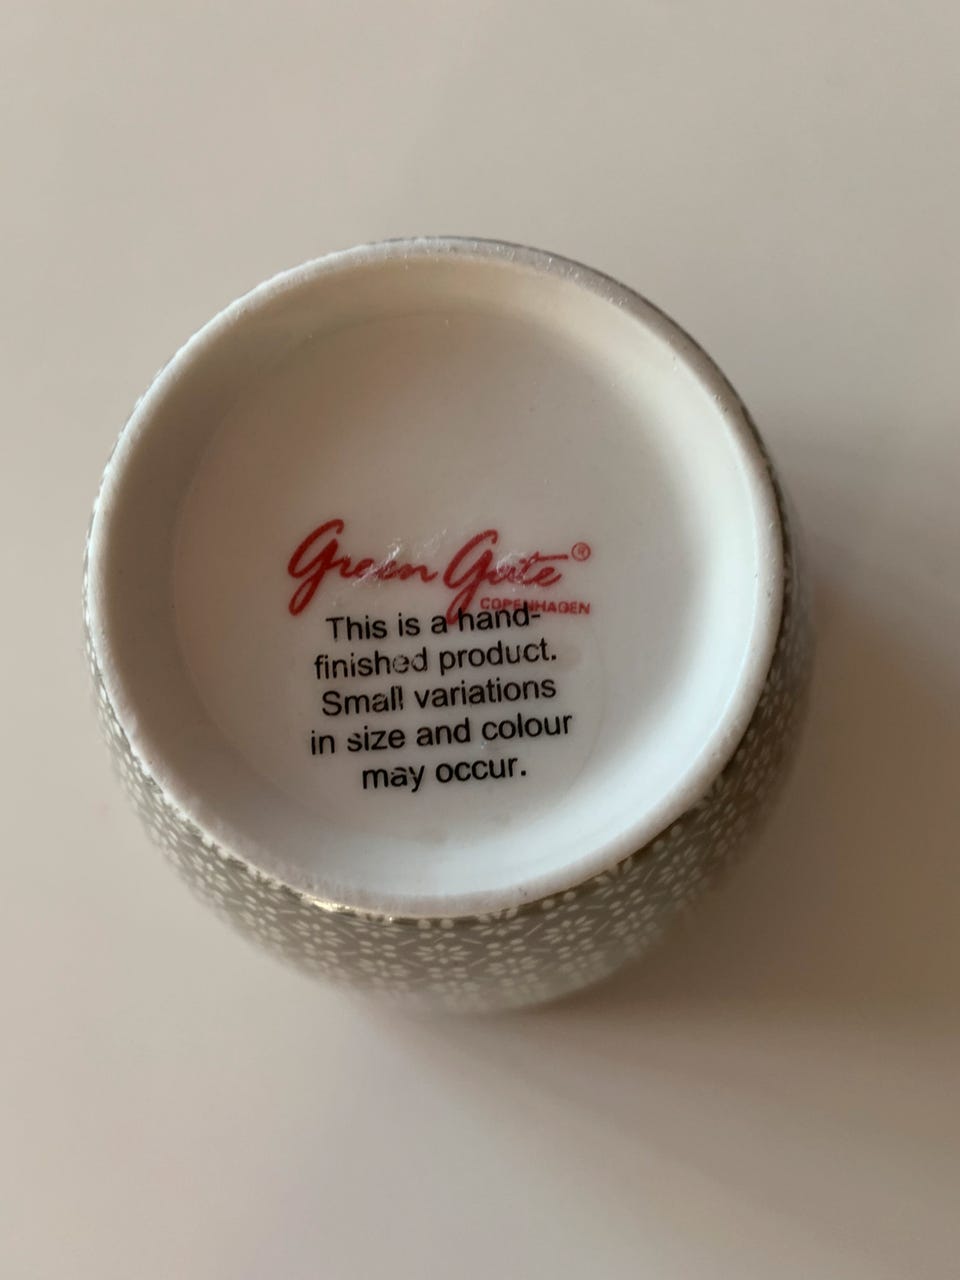 Green Gate®
COPENHAGEN
This is a hand-
finished product.
Small variations
in size and colour
may occur.